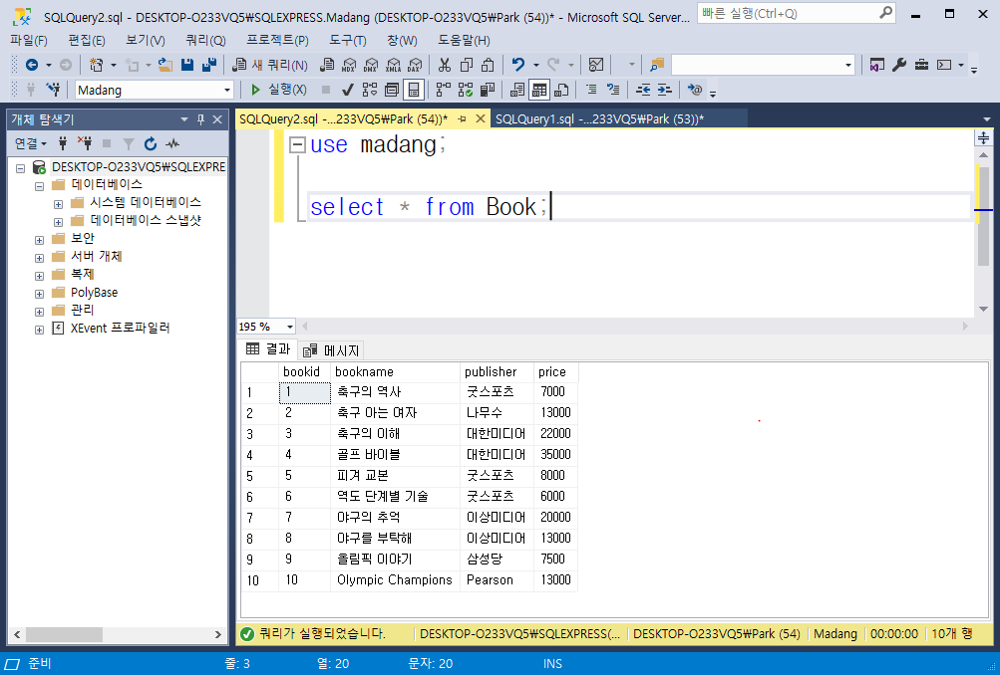 SQLQuery2.sql - DESKTOP-O233VQ5₩SQLEXPRESS.Madang (DESKTOP-O233VQ5₩Park (54))* - Microsoft SQL Server...
빠른 실행(Ctrl+Q)
파일(F) 편집(E) 보기(V) 쿼리(Q) 프로젝트(P) 도구(T) 창(W) 도움말(H)
새 쿼리(N) MDX DMX XMLA DAX
Madang 실행(X)
개체 탐색기
연결
DESKTOP-O233VQ5₩SQLEXPRE
데이터베이스
시스템 데이터베이스
데이터베이스 스냅샷
보안
서버 개체
복제
PolyBase
관리
XEvent 프로파일러
SQLQuery2.sql -...233VQ5₩Park (54))* SQLQuery1.sql -...233VQ5₩Park (53))*
use madang;
select * from Book;
195 %
결과 메시지
bookid bookname publisher price
1 1 축구의 역사 굿스포츠 7000
2 2 축구 아는 여자 나무수 13000
3 3 축구의 이해 대한미디어 22000
4 4 골프 바이블 대한미디어 35000
5 5 피겨 교본 굿스포츠 8000
6 6 역도 단계별 기술 굿스포츠 6000
7 7 야구의 추억 이상미디어 20000
8 8 야구를 부탁해 이상미디어 13000
9 9 올림픽 이야기 삼성당 7500
10 10 Olympic Champions Pearson 13000
쿼리가 실행되었습니다. DESKTOP-O233VQ5₩SQLEXPRESS(... DESKTOP-O233VQ5₩Park (54) Madang 00:00:00 10개 행
준비 줄: 3 열: 20 문자: 20 INS